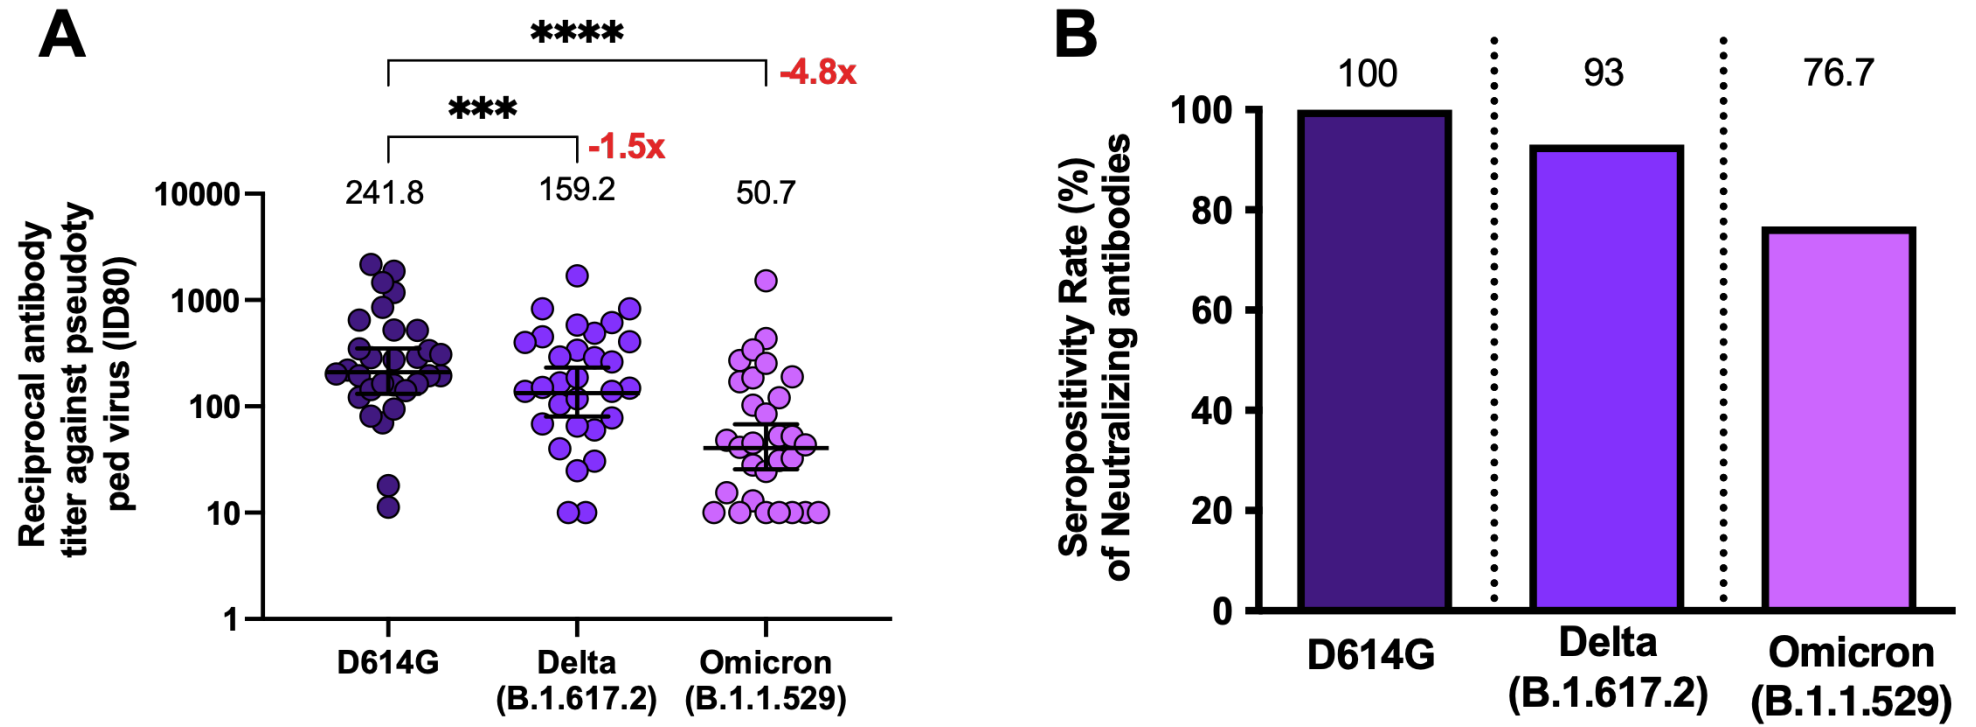 A
****
-4.8x
***
-1.5x
241.8
159.2
50.7
Reciprocal antibody
titer against pseudoty
ped virus (ID80)
10000
1000
100
10
1
D614G
Delta
(B.1.617.2)
Omicron
(B.1.1.529)
B
100
93
76.7
Seropositivity Rate (%)
of Neutralizing antibodies
100
80
60
40
20
0
D614G
Delta
(B.1.617.2)
Omicron
(B.1.1.529)